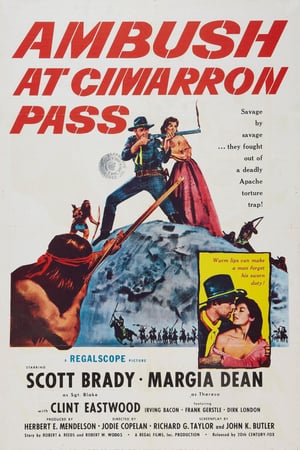 AMBUSH
AT CIMARRON
PASS
Savage
by
savage
...they fought
out of
a deadly
Apache
torture
trap!
Warm lips can make
a man forget
his sworn
duty!
A REGALSCOPE PICTURE
STARRING
SCOTT BRADY · MARGIA DEAN
as Sgt. Blake
as Theresa
with CLINT EASTWOOD IRVING BACON · FRANK GERSTLE · DIRK LONDON
PRODUCED BY
DIRECTED BY
SCREENPLAY BY
HERBERT E. MENDELSON · JODIE COPELAN · RICHARD G. TAYLOR and JOHN K. BUTLER
Story by ROBERT A. REEDS and ROBERT W. WOODS · A REGAL FILMS, Inc. PRODUCTION · Released by 20th CENTURY-FOX